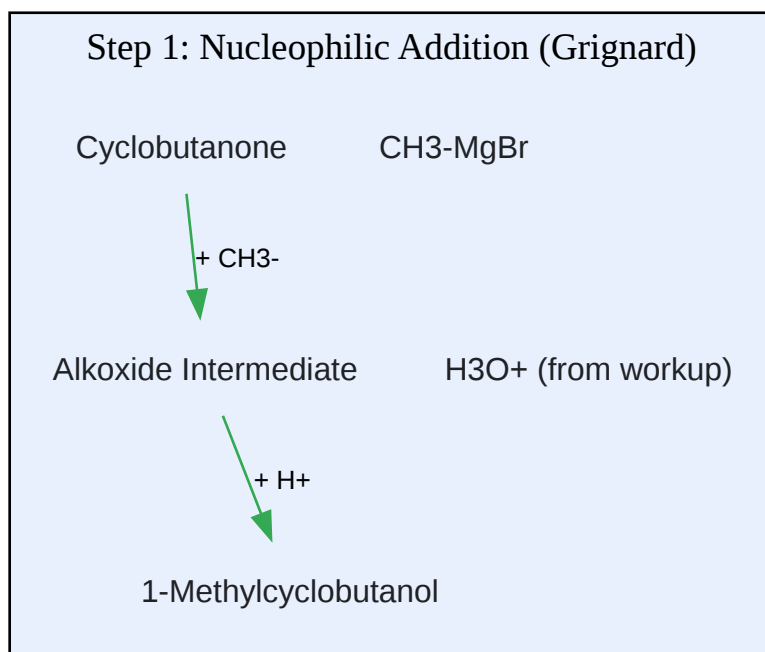 Step 1: Nucleophilic Addition (Grignard)
Cyclobutanone CH3-MgBr
+ CH3-
Alkoxide Intermediate H3O+ (from workup)
+ H+
1-Methylcyclobutanol